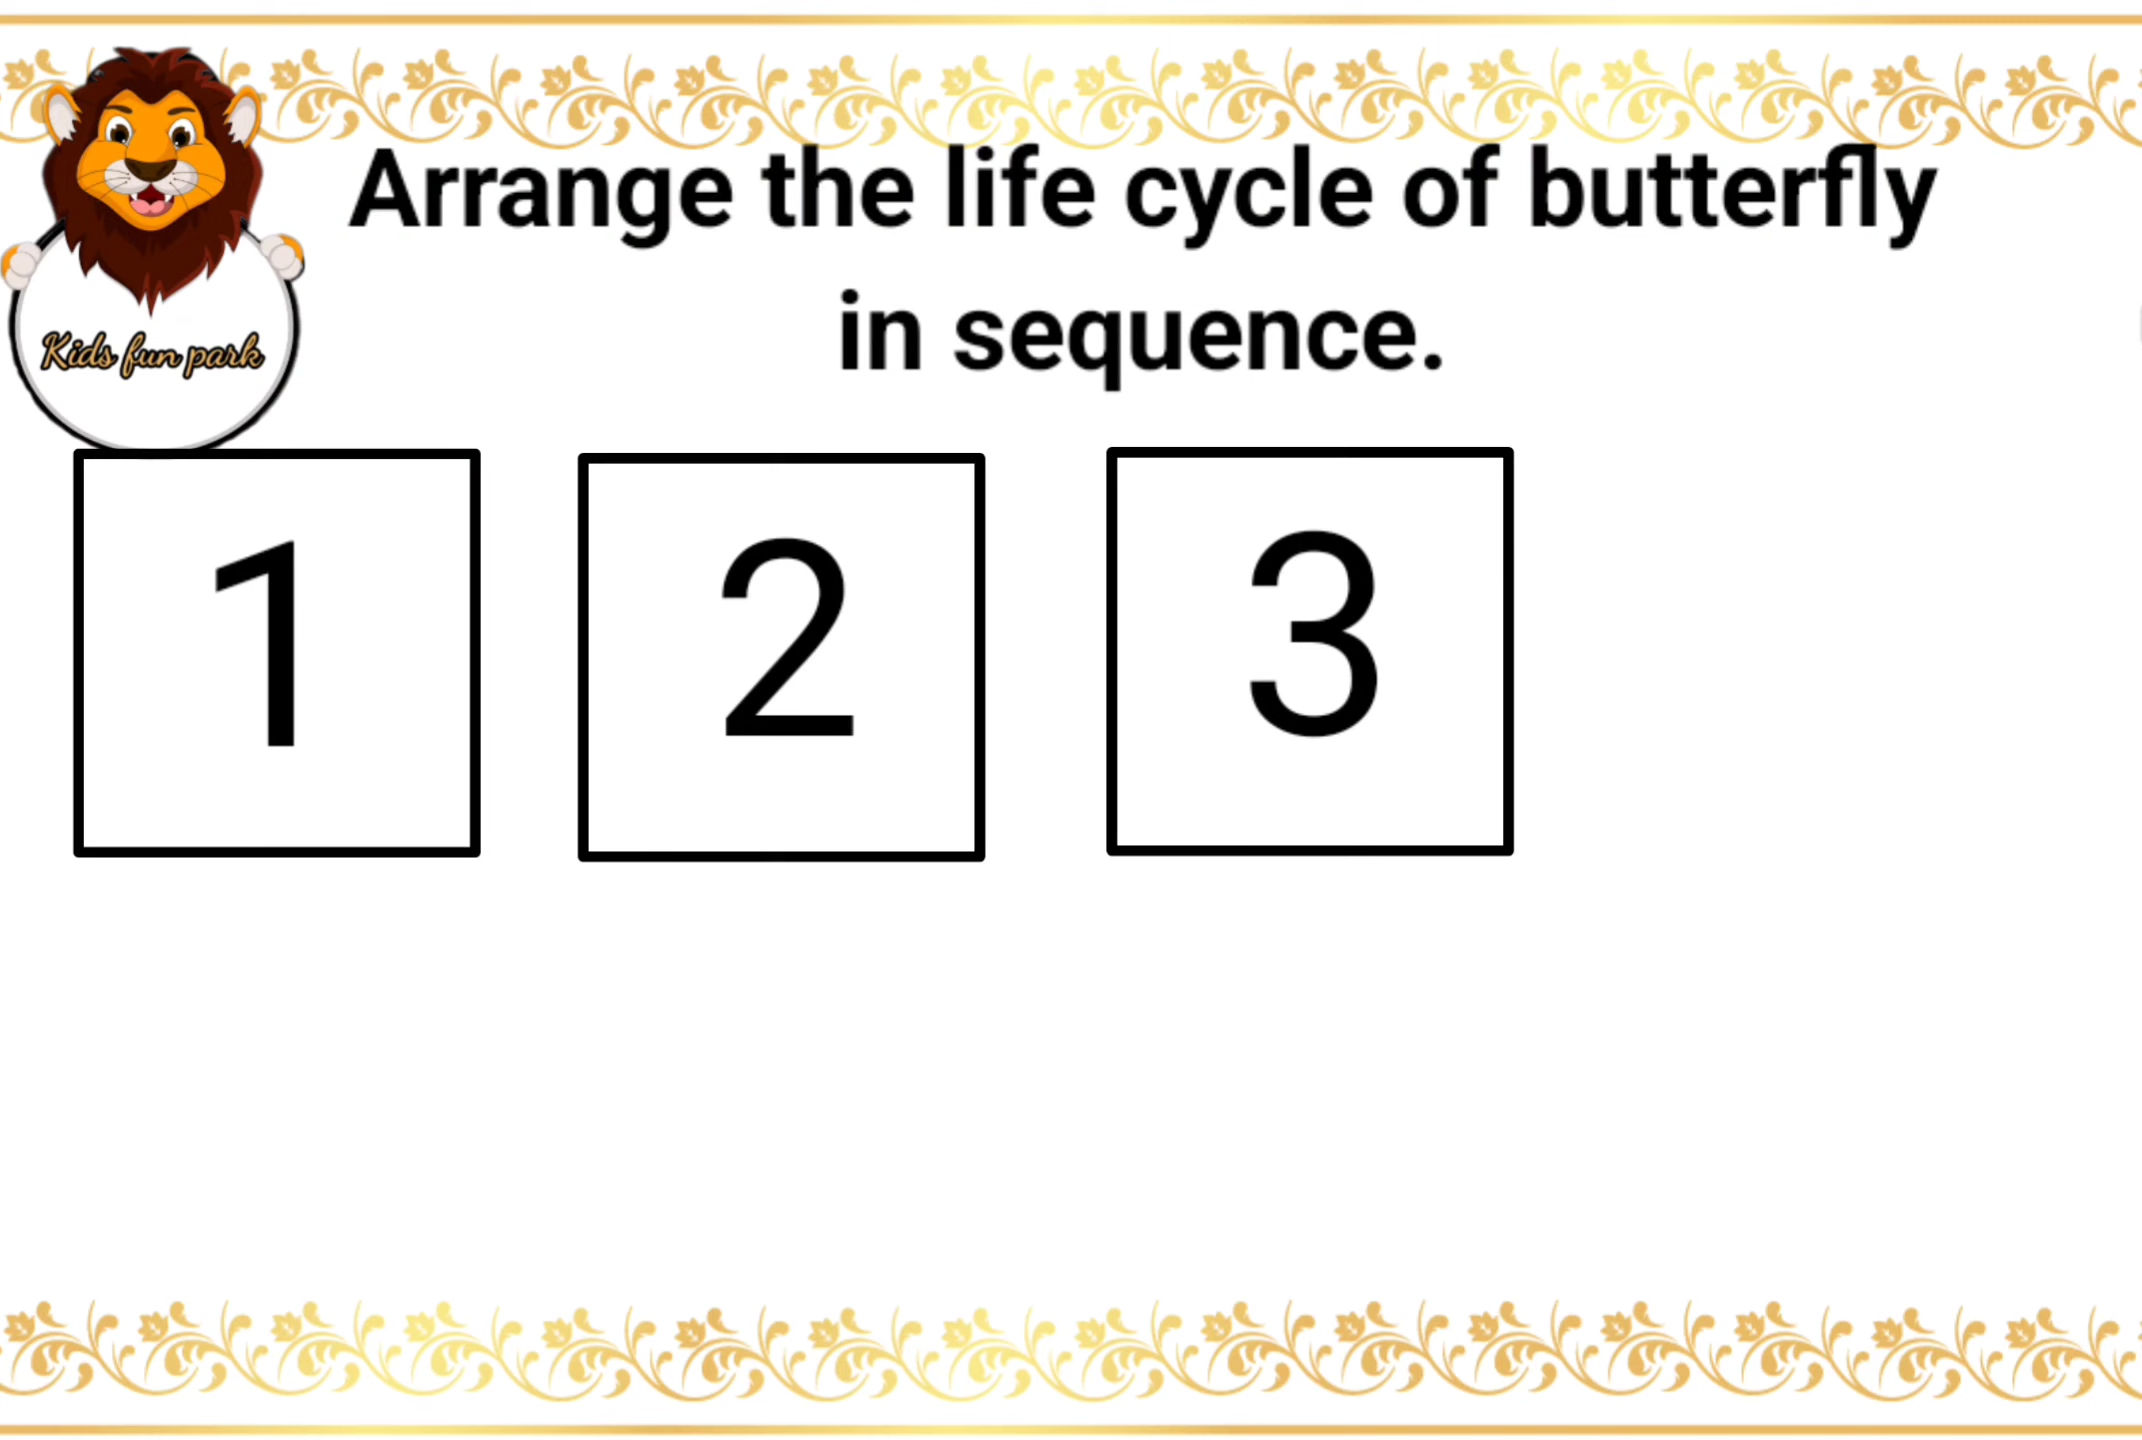 Arrange the life cycle of butterfly
in sequence.
Kids fun park
1 2 3